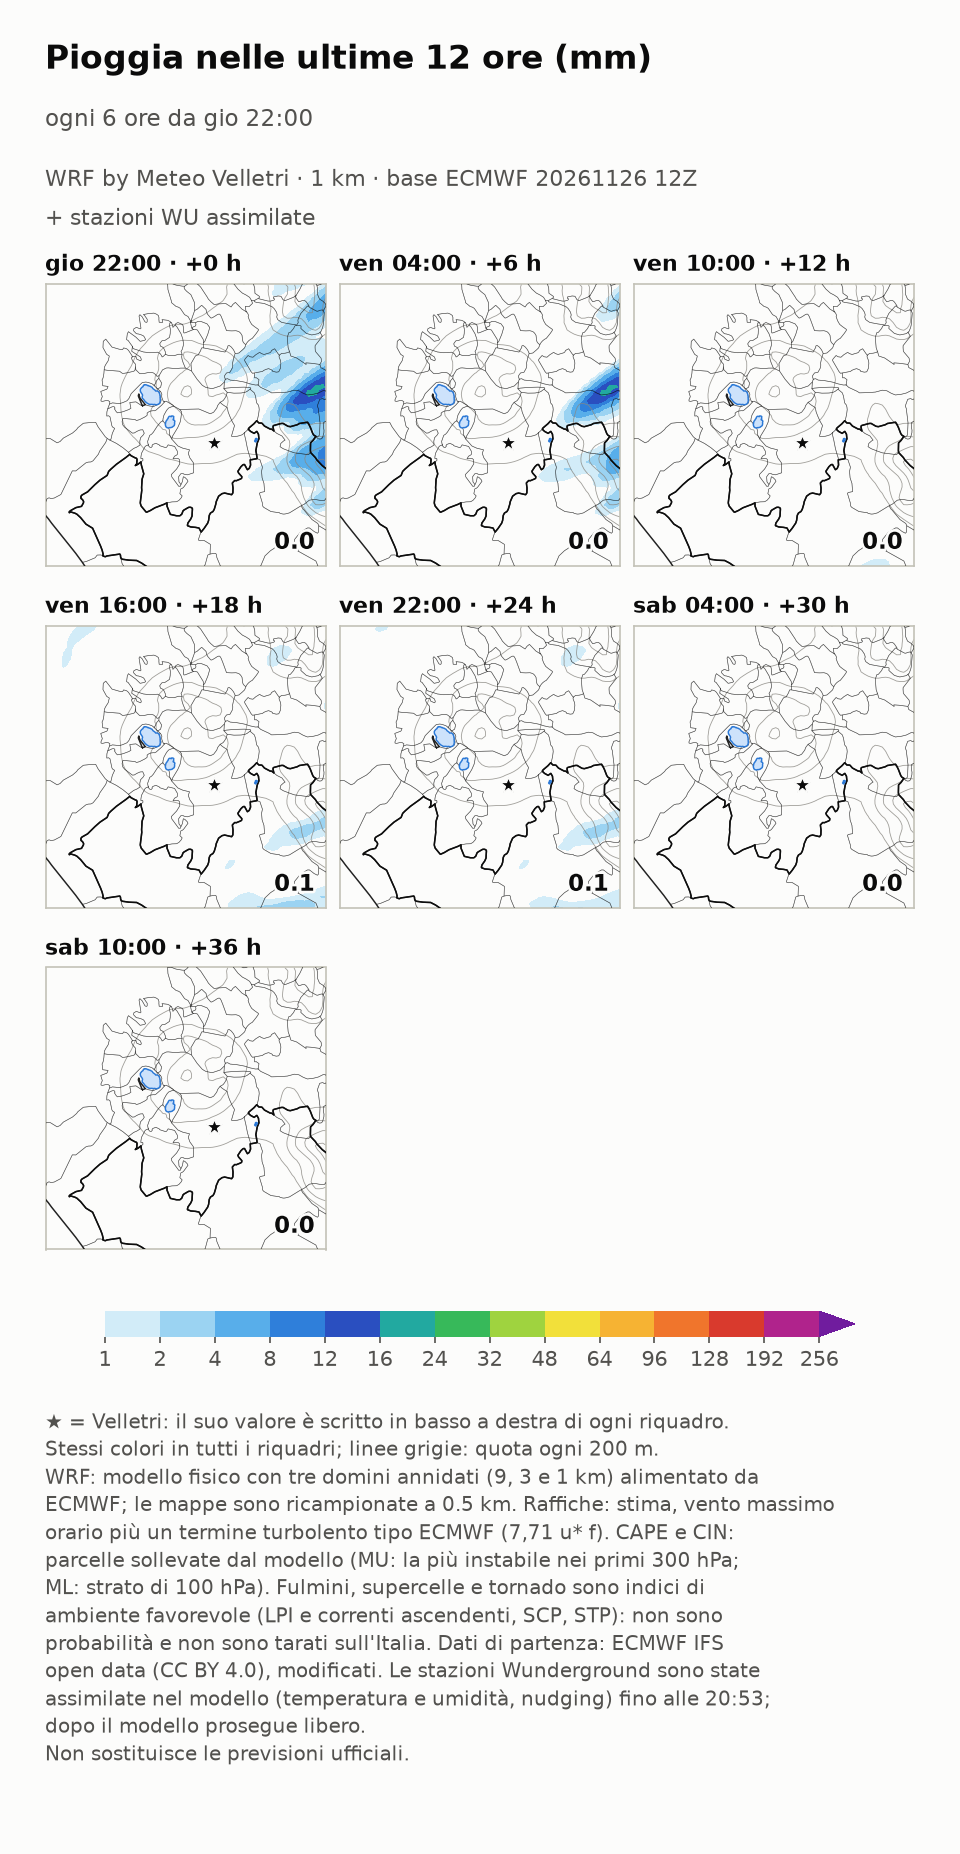 Pioggia nelle ultime 12 ore (mm)
ogni 6 ore da gio 22:00
WRF by Meteo Velletri · 1 km · base ECMWF 20261126 12Z
+ stazioni WU assimilate
gio 22:00 · +0 h
ven 04:00 · +6 h
ven 10:00 · +12 h
0.0
0.0
0.0
ven 16:00 · +18 h
ven 22:00 · +24 h
sab 04:00 · +30 h
0.1
0.1
0.0
sab 10:00 · +36 h
0.0
1 2 4 8 12 16 24 32 48 64 96 128 192 256
★ = Velletri: il suo valore è scritto in basso a destra di ogni riquadro.
Stessi colori in tutti i riquadri; linee grigie: quota ogni 200 m.
WRF: modello fisico con tre domini annidati (9, 3 e 1 km) alimentato da
ECMWF; le mappe sono ricampionate a 0.5 km. Raffiche: stima, vento massimo
orario più un termine turbolento tipo ECMWF (7,71 u* f). CAPE e CIN:
parcelle sollevate dal modello (MU: la più instabile nei primi 300 hPa;
ML: strato di 100 hPa). Fulmini, supercelle e tornado sono indici di
ambiente favorevole (LPI e correnti ascendenti, SCP, STP): non sono
probabilità e non sono tarati sull'Italia. Dati di partenza: ECMWF IFS
open data (CC BY 4.0), modificati. Le stazioni Wunderground sono state
assimilate nel modello (temperatura e umidità, nudging) fino alle 20:53;
dopo il modello prosegue libero.
Non sostituisce le previsioni ufficiali.